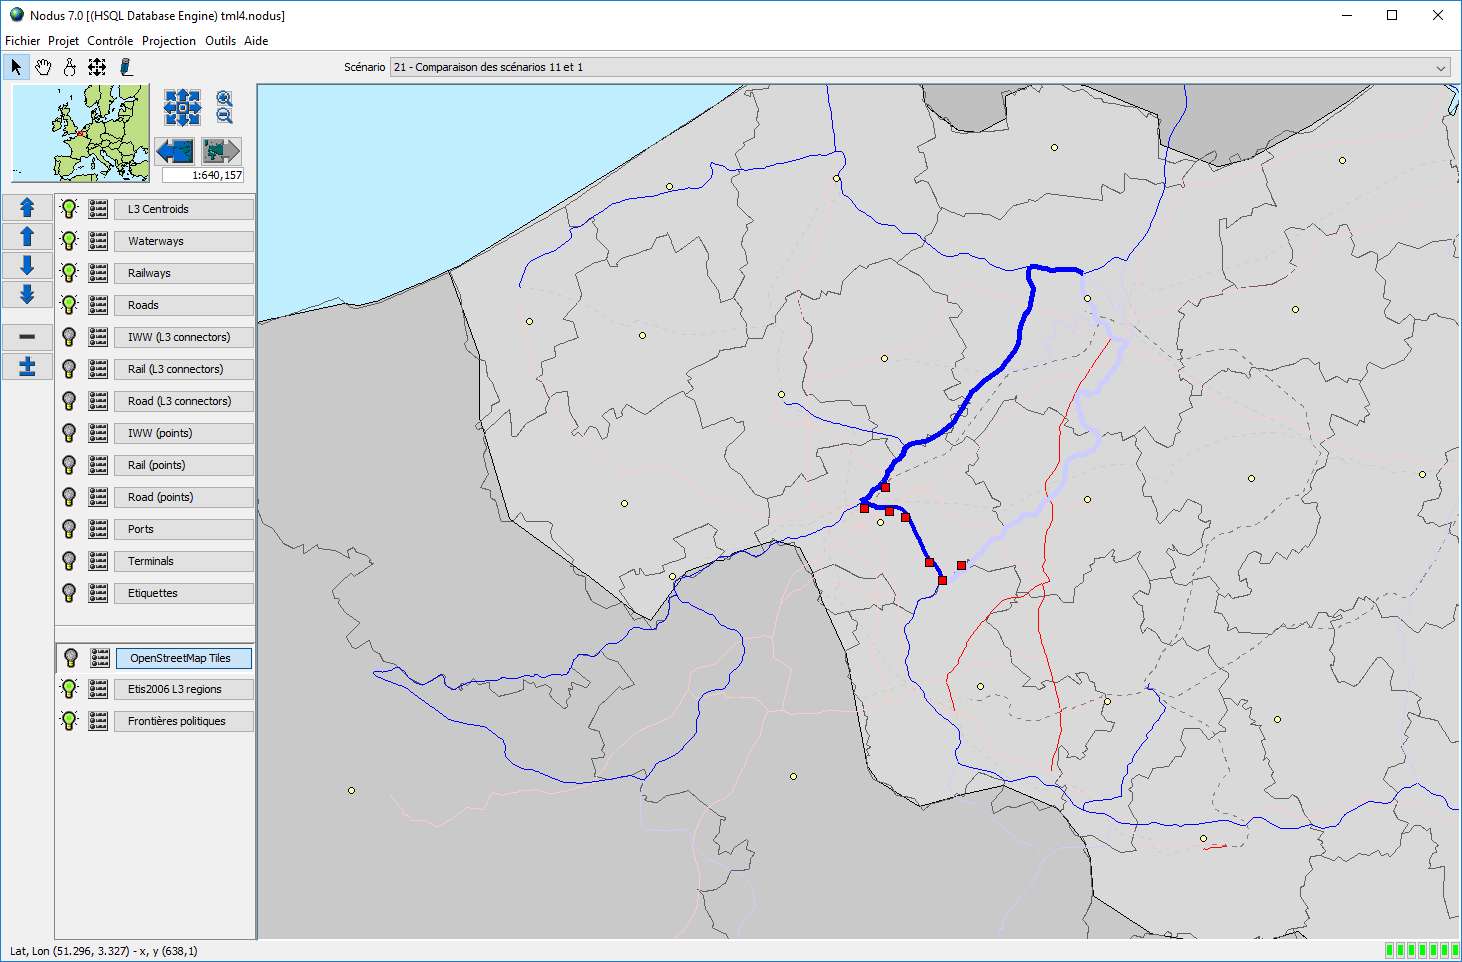 Nodus 7.0 [(HSQL Database Engine) tml4.nodus]
Fichier Projet Contrôle Projection Outils Aide
Scénario 21 - Comparaison des scénarios 11 et 1
1:640,157
L3 Centroids
Waterways
Railways
Roads
IWW (L3 connectors)
Rail (L3 connectors)
Road (L3 connectors)
IWW (points)
Rail (points)
Road (points)
Ports
Terminals
Etiquettes
OpenStreetMap Tiles
Etis2006 L3 regions
Frontières politiques
Lat, Lon (51.296, 3.327) - x, y (638,1)